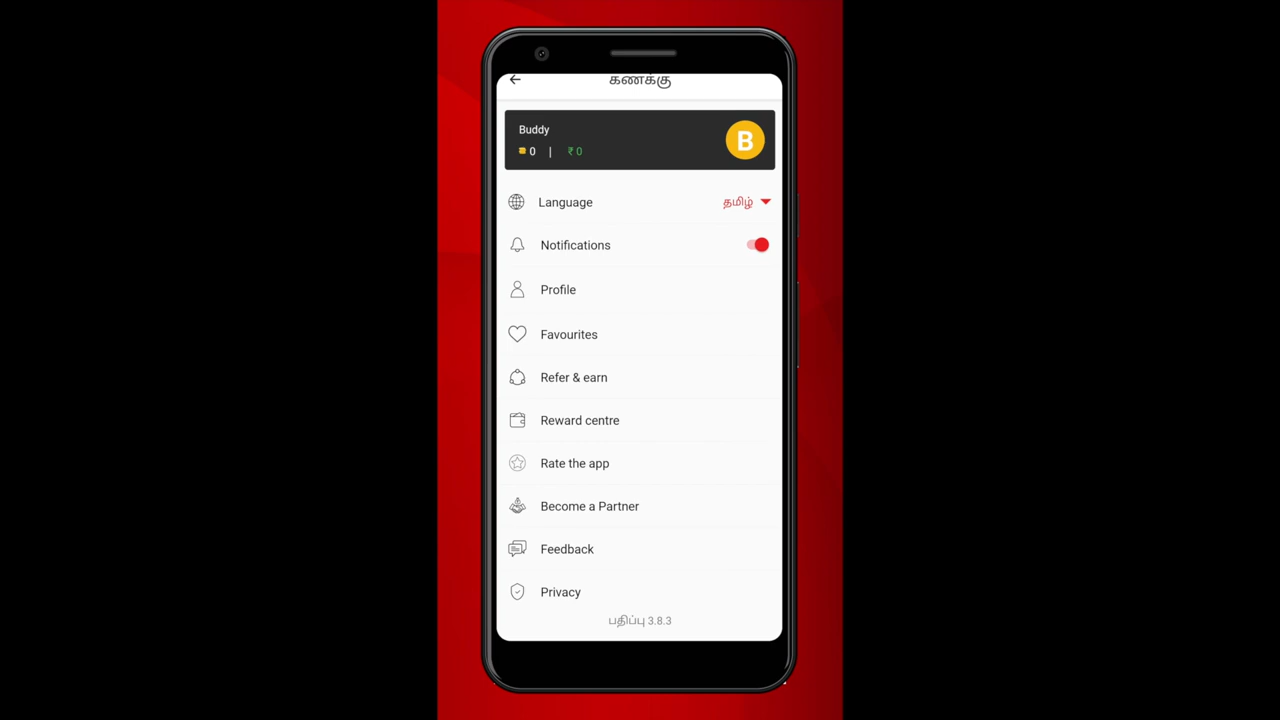 கணக்கு
Buddy
B
0 | ₹ 0
Language தமிழ்
Notifications
Profile
Favourites
Refer & earn
Reward centre
Rate the app
Become a Partner
Feedback
Privacy
பதிப்பு 3.8.3